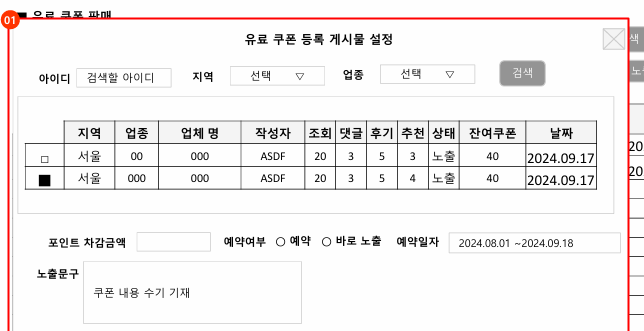 01
■ 유료 쿠폰 판매
유료 쿠폰 등록 게시물 설정
아이디 검색할 아이디 지역 선택 ▽ 업종 선택 ▽ 검색
지역 업종 업체 명 작성자 조회 댓글 후기 추천 상태 잔여쿠폰 날짜
□ 서울 00 000 ASDF 20 3 5 3 노출 40 2024.09.17
■ 서울 000 000 ASDF 20 3 5 4 노출 40 2024.09.17
포인트 차감금액 예약여부 ○ 예약 ○ 바로 노출 예약일자 2024.08.01 ~2024.09.18
노출문구
쿠폰 내용 수기 기재
색
노
20
20